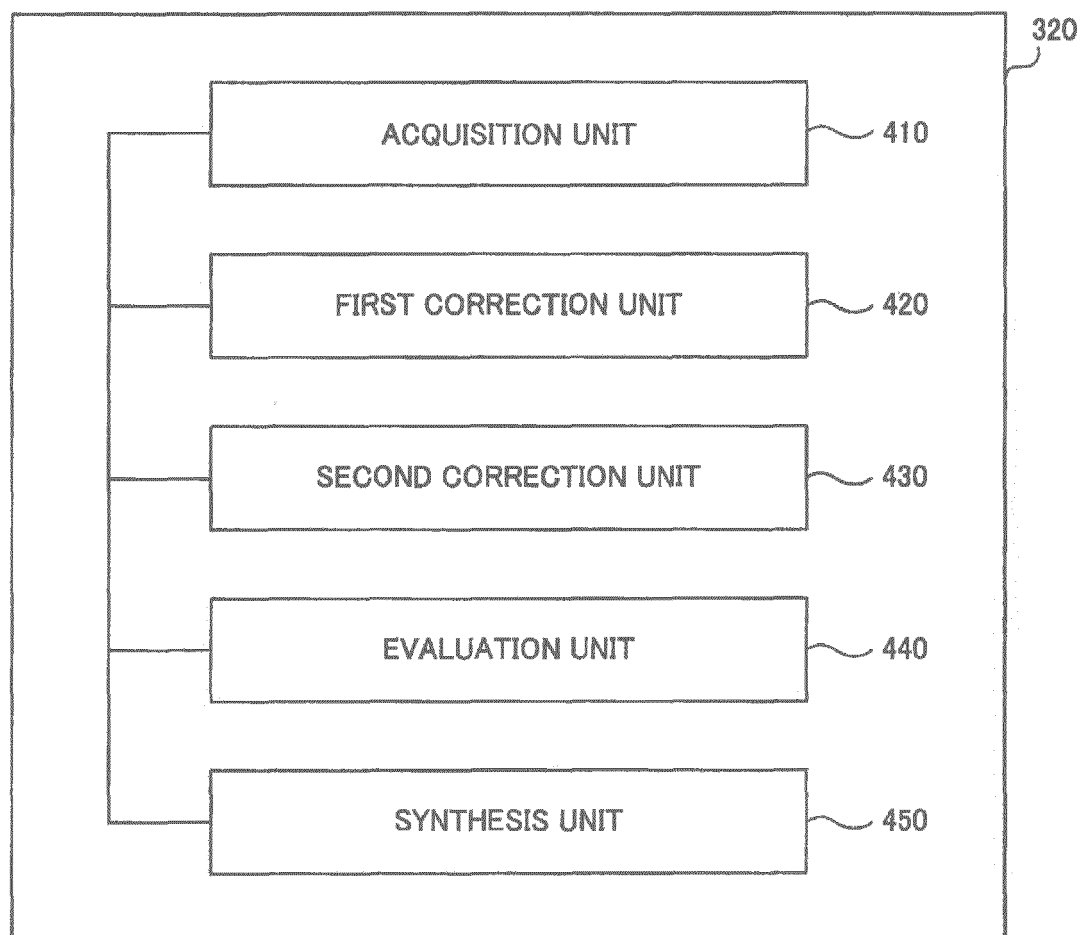 320
ACQUISITION UNIT
410
FIRST CORRECTION UNIT
420
SECOND CORRECTION UNIT
430
EVALUATION UNIT
440
SYNTHESIS UNIT
450